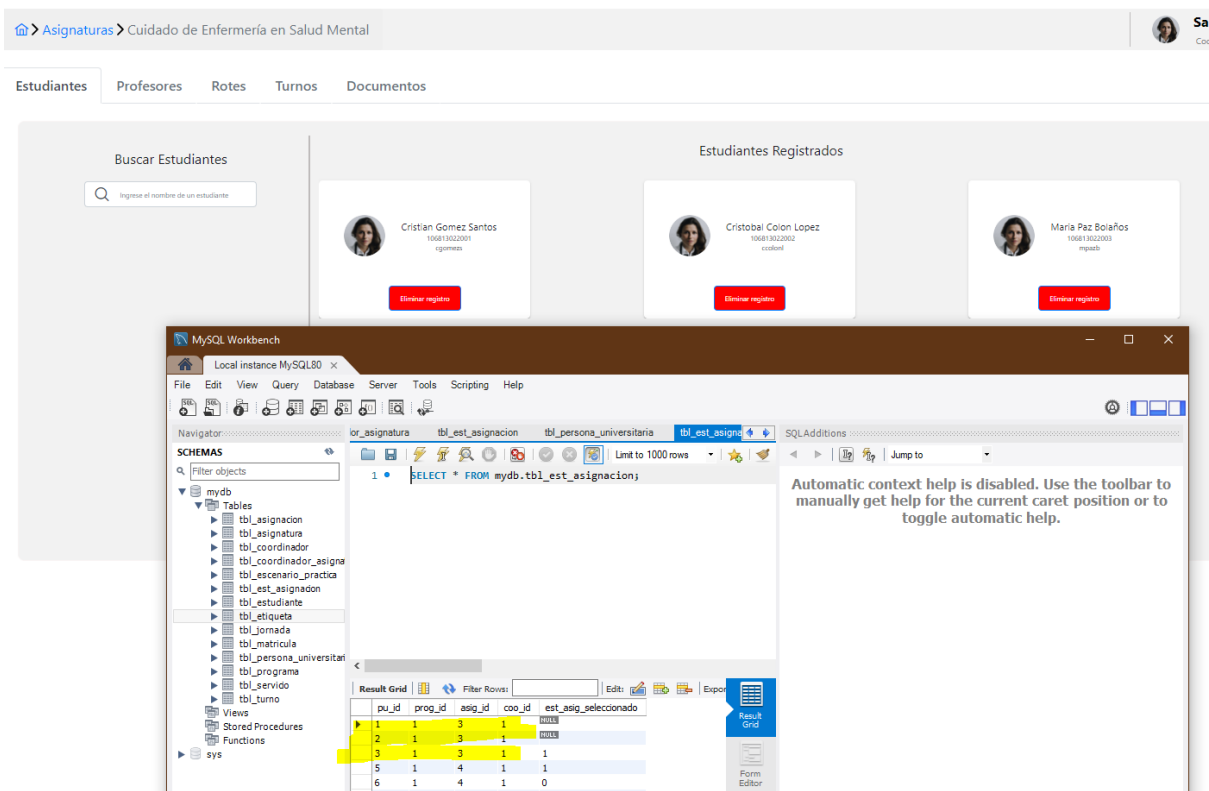 Asignaturas Cuidado de Enfermería en Salud Mental
Estudiantes Profesores Rotes Turnos Documentos
Buscar Estudiantes
Ingrese el nombre de un estudiante
Estudiantes Registrados
Cristian Gomez Santos
106813022001
cgomezs
Eliminar registro
Cristobal Colon Lopez
106813022002
ccolonl
Eliminar registro
Maria Paz Bolaños
106813022003
mpazb
Eliminar registro
MySQL Workbench
Local instance MySQL80
File Edit View Query Database Server Tools Scripting Help
Navigator
SCHEMAS
Filter objects
mydb
Tables
tbl_asignacion
tbl_asignatura
tbl_coordinador
tbl_coordinador_asigna
tbl_escenario_practica
tbl_est_asignacion
tbl_estudiante
tbl_etiqueta
tbl_jornada
tbl_matricula
tbl_persona_universitari
tbl_programa
tbl_servido
tbl_turno
Views
Stored Procedures
Functions
sys
or_asignatura tbl_est_asignacion tbl_persona_universitaria tbl_est_asigna
Limit to 1000 rows
1 SELECT * FROM mydb.tbl_est_asignacion;
Result Grid Filter Rows: Edit: Expor
pu_id prog_id asig_id coo_id est_asig_seleccionado
1 1 3 1 NULL
2 1 3 1 NULL
3 1 3 1 1
5 1 4 1 1
6 1 4 1 0
Result
Grid
Form
Editor
SQLAdditions
Jump to
Automatic context help is disabled. Use the toolbar to
manually get help for the current caret position or to
toggle automatic help.